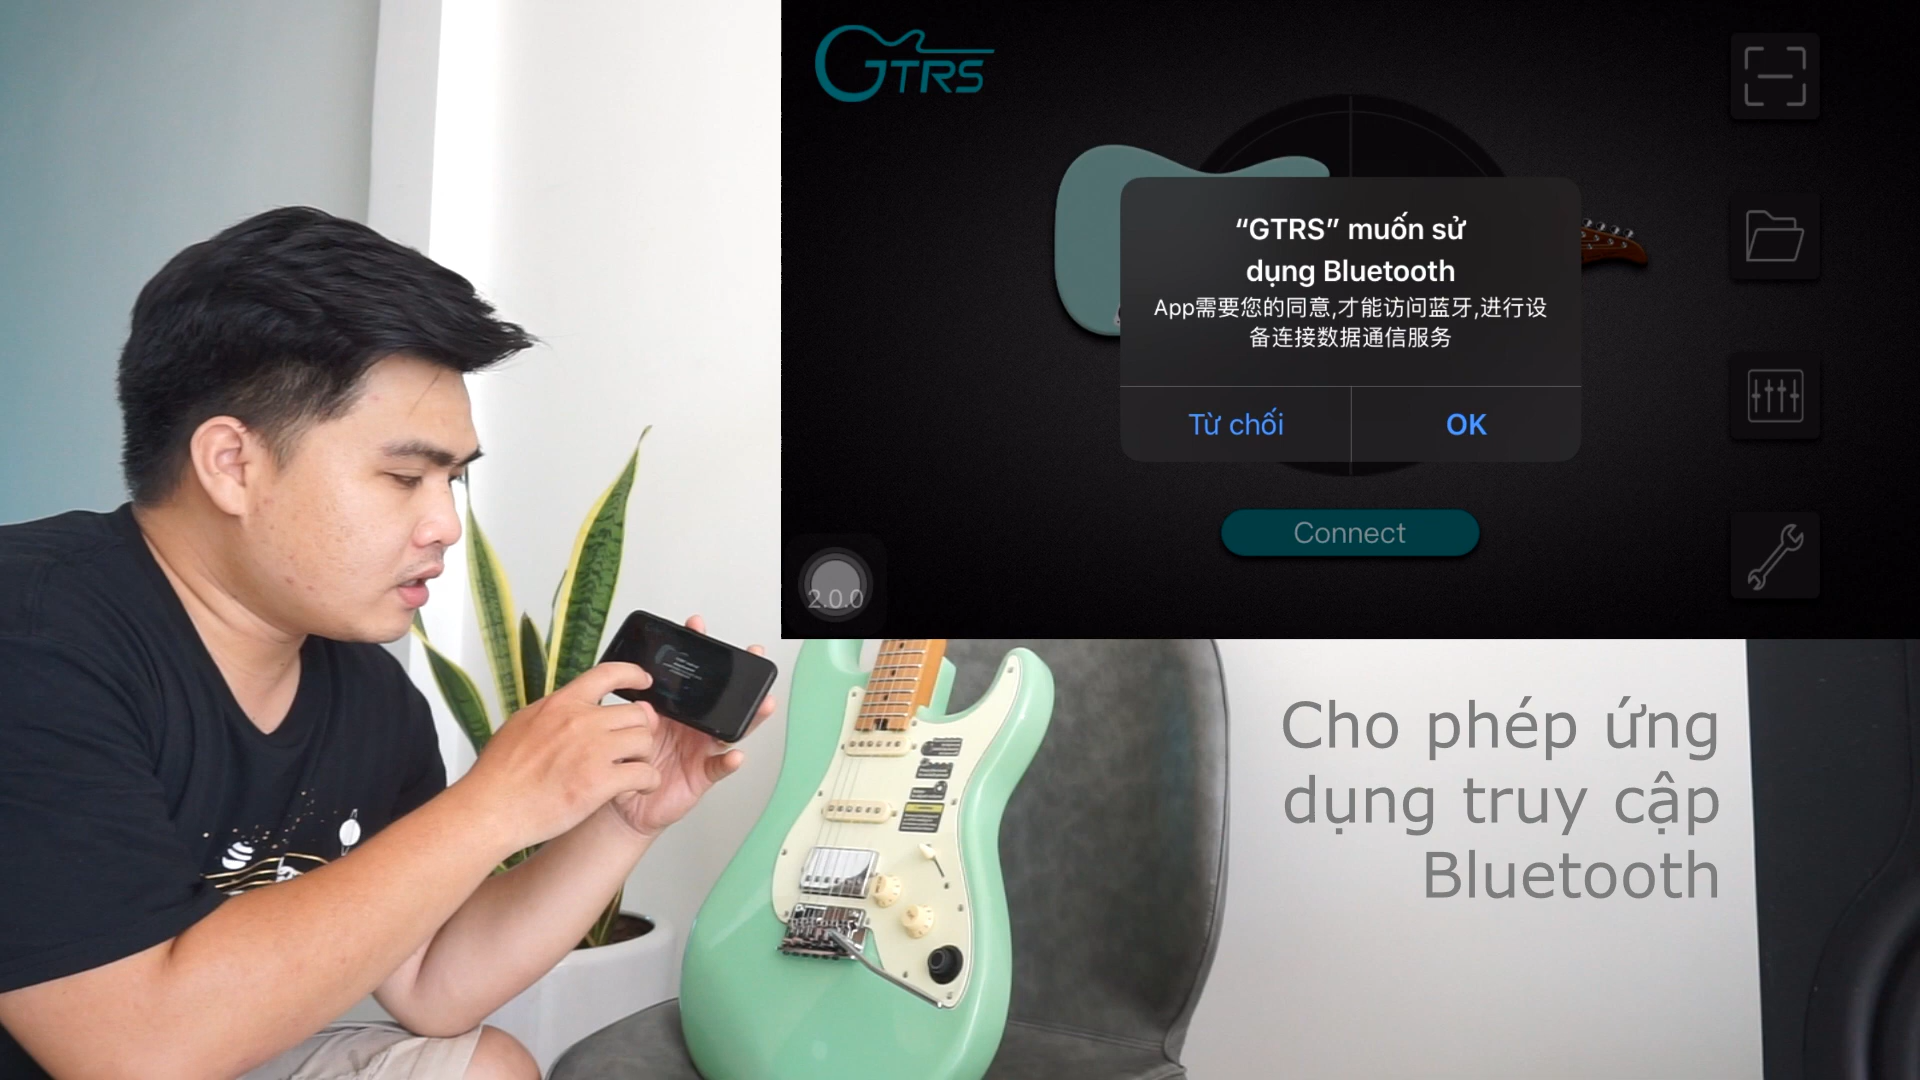 GTRS
“GTRS” muốn sử
dụng Bluetooth
App需要您的同意,才能访问蓝牙,进行设
备连接数据通信服务
Từ chối
OK
Connect
2.0.0
Cho phép ứng
dụng truy cập
Bluetooth